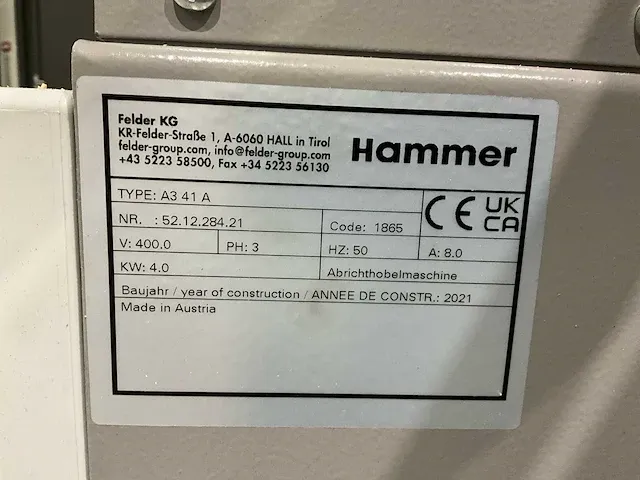 Felder KG
KR-Felder-Straße 1, A-6060 HALL in Tirol
felder-group.com, info@felder-group.com
+43 5223 58500, Fax +34 5223 56130
Hammer
TYPE: A3 41 A
NR. : 52.12.284.21
Code: 1865
CE UK CA
V: 400.0
PH: 3
HZ: 50
A: 8.0
KW: 4.0
Abrichthobelmaschine
Baujahr / year of construction / ANNEE DE CONSTR.: 2021
Made in Austria